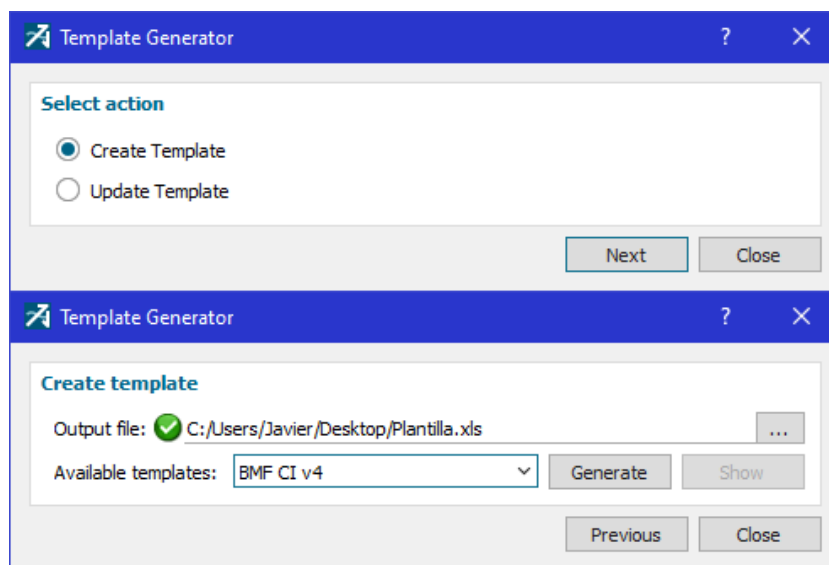 Template Generator ?
Select action
Create Template
Update Template
Next Close
Template Generator ?
Create template
Output file: C:/Users/Javier/Desktop/Plantilla.xls ...
Available templates: BMF CI v4 Generate Show
Previous Close